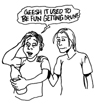 GEESH IT USED TO
BE FUN GETTING DRUNK